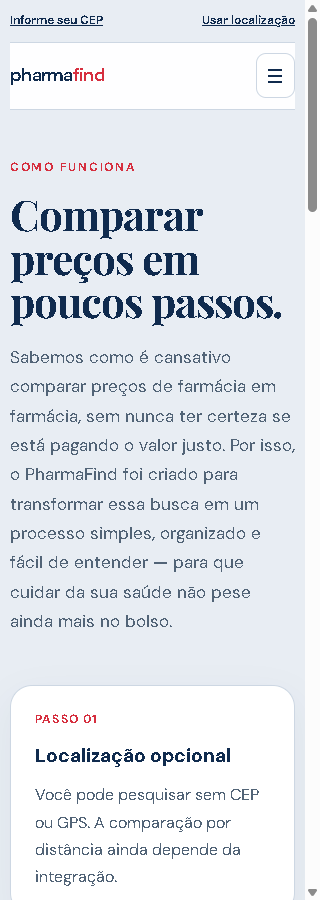 Informe seu CEP
Usar localização
pharmafind
COMO FUNCIONA
Comparar
preços em
poucos passos.
Sabemos como é cansativo
comparar preços de farmácia em
farmácia, sem nunca ter certeza se
está pagando o valor justo. Por isso,
o PharmaFind foi criado para
transformar essa busca em um
processo simples, organizado e
fácil de entender — para que
cuidar da sua saúde não pese
ainda mais no bolso.
PASSO 01
Localização opcional
Você pode pesquisar sem CEP
ou GPS. A comparação por
distância ainda depende da
integração.